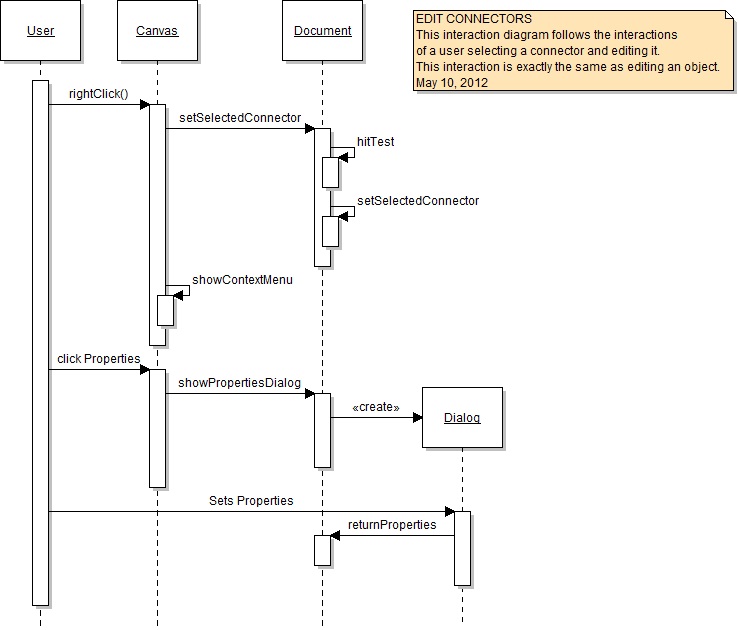 User
Canvas
Document
EDIT CONNECTORS
This interaction diagram follows the interactions
of a user selecting a connector and editing it.
This interaction is exactly the same as editing an object.
May 10, 2012
rightClick()
setSelectedConnector
hitTest
setSelectedConnector
showContextMenu
click Properties
showPropertiesDialog
«create»
Dialog
Sets Properties
returnProperties